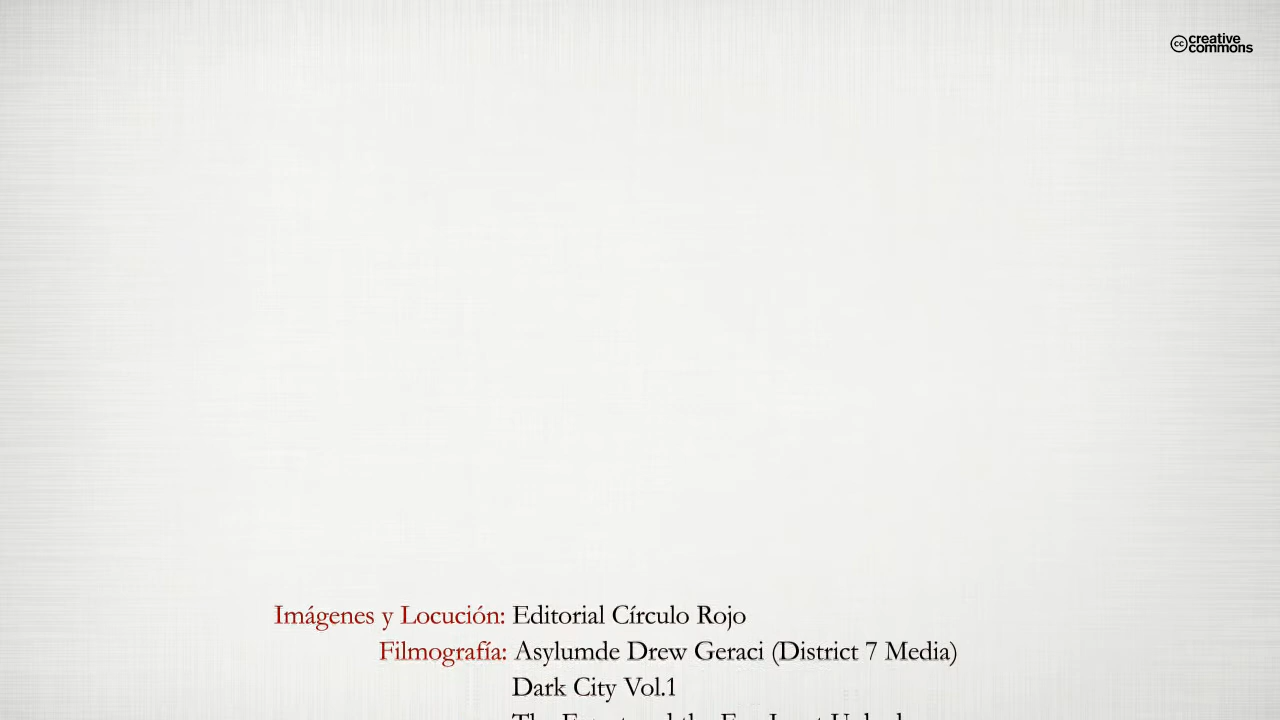 creative
commons
Imágenes y Locución: Editorial Círculo Rojo
Filmografía: Asylumde Drew Geraci (District 7 Media)
Dark City Vol.1